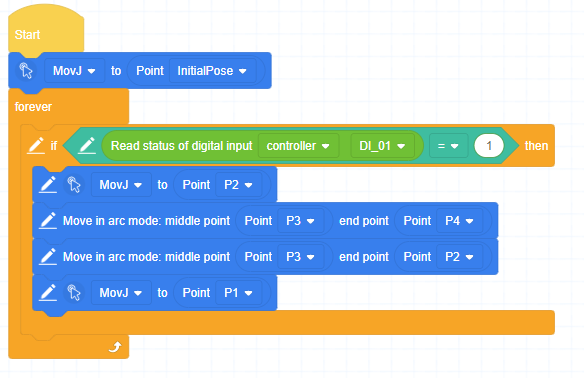 Start
MovJ to Point InitialPose
forever
if Read status of digital input controller DI_01 = 1 then
MovJ to Point P2
Move in arc mode: middle point Point P3 end point Point P4
Move in arc mode: middle point Point P3 end point Point P2
MovJ to Point P1